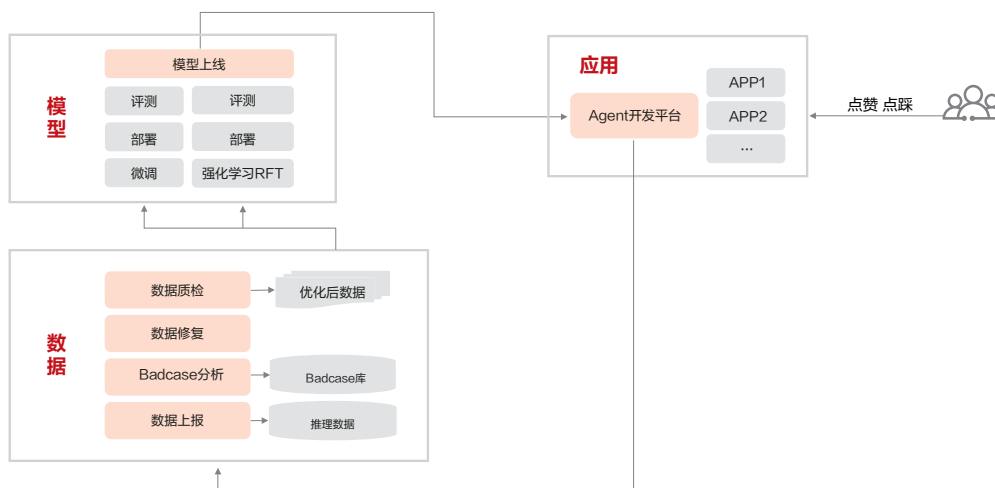 模型
模型上线
评测
评测
部署
部署
微调
强化学习RFT
应用
Agent开发平台
APP1
APP2
...
点赞 点踩
数据
数据质检
优化后数据
数据修复
Badcase分析
Badcase库
数据上报
推理数据